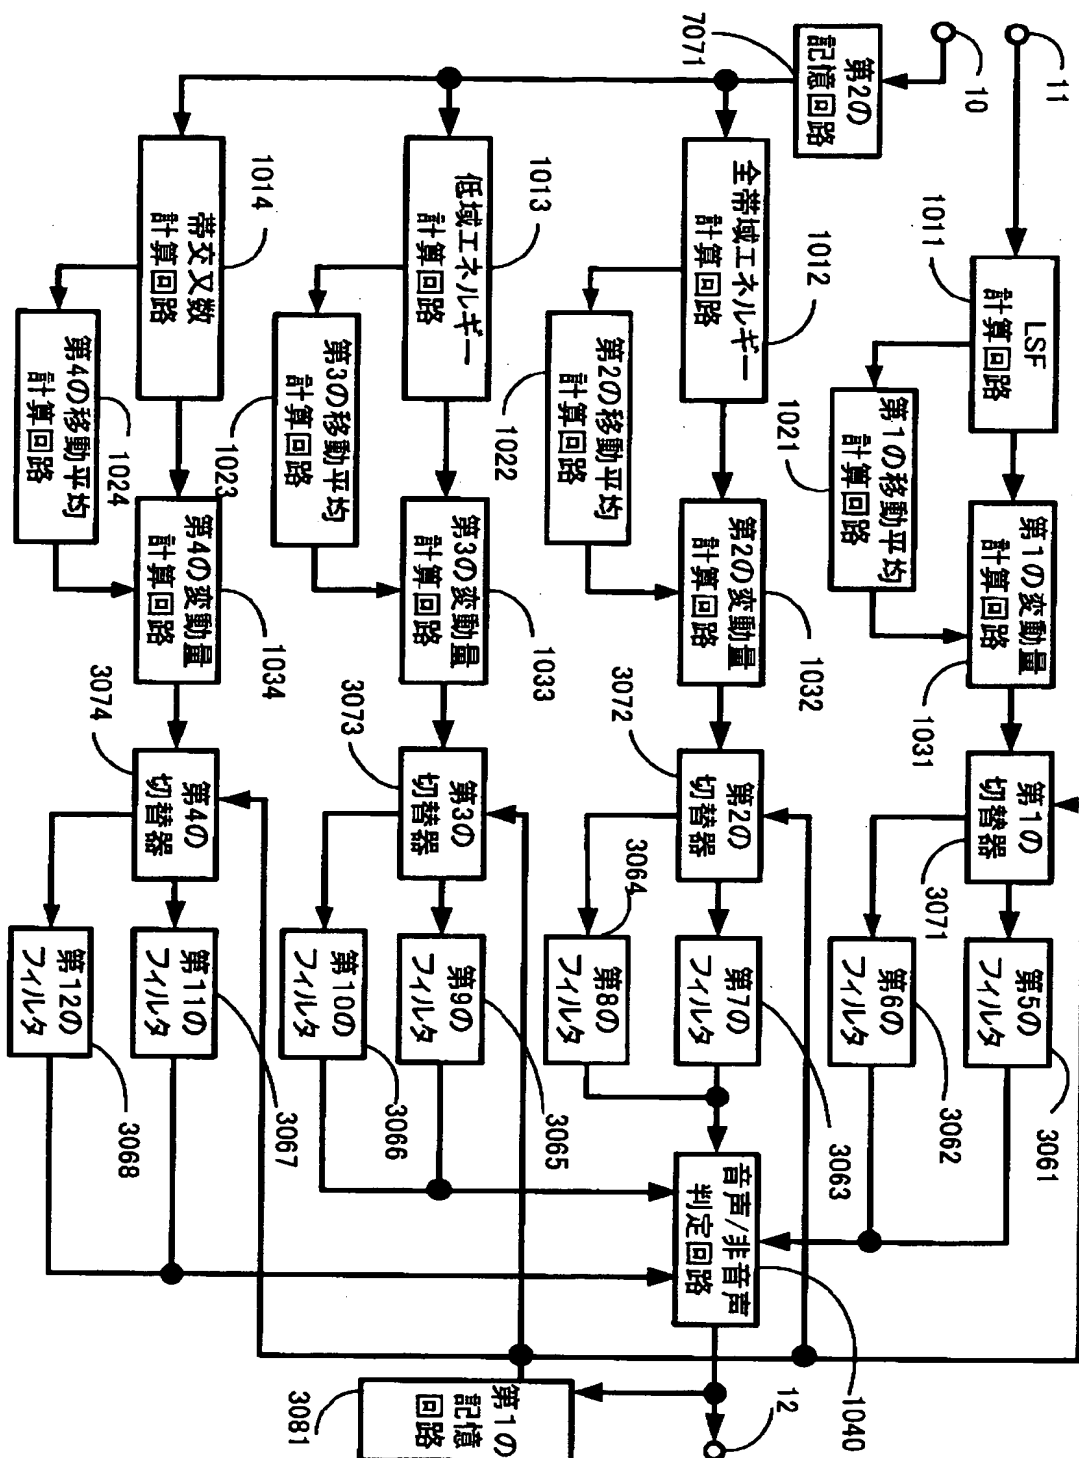 11
10
第2の
記憶回路
7071
LSF
計算回路
1011
第1の移動平均
計算回路
1021
第1の変動量
計算回路
1031
第1の
切替器
3071
第5の
フィルタ
3061
第6の
フィルタ
3062
全帯域エネルギー
計算回路
1012
第2の移動平均
計算回路
1022
第2の変動量
計算回路
1032
第2の
切替器
3072
第7の
フィルタ
3063
第8の
フィルタ
3064
音声/非音声
判定回路
1040
12
低域エネルギー
計算回路
1013
第3の移動平均
計算回路
1023
第3の変動量
計算回路
1033
第3の
切替器
3073
第9の
フィルタ
3065
第10の
フィルタ
3066
第1の
記憶
回路
3081
帯交叉数
計算回路
1014
第4の移動平均
計算回路
1024
第4の変動量
計算回路
1034
第4の
切替器
3074
第11の
フィルタ
3067
第12の
フィルタ
3068